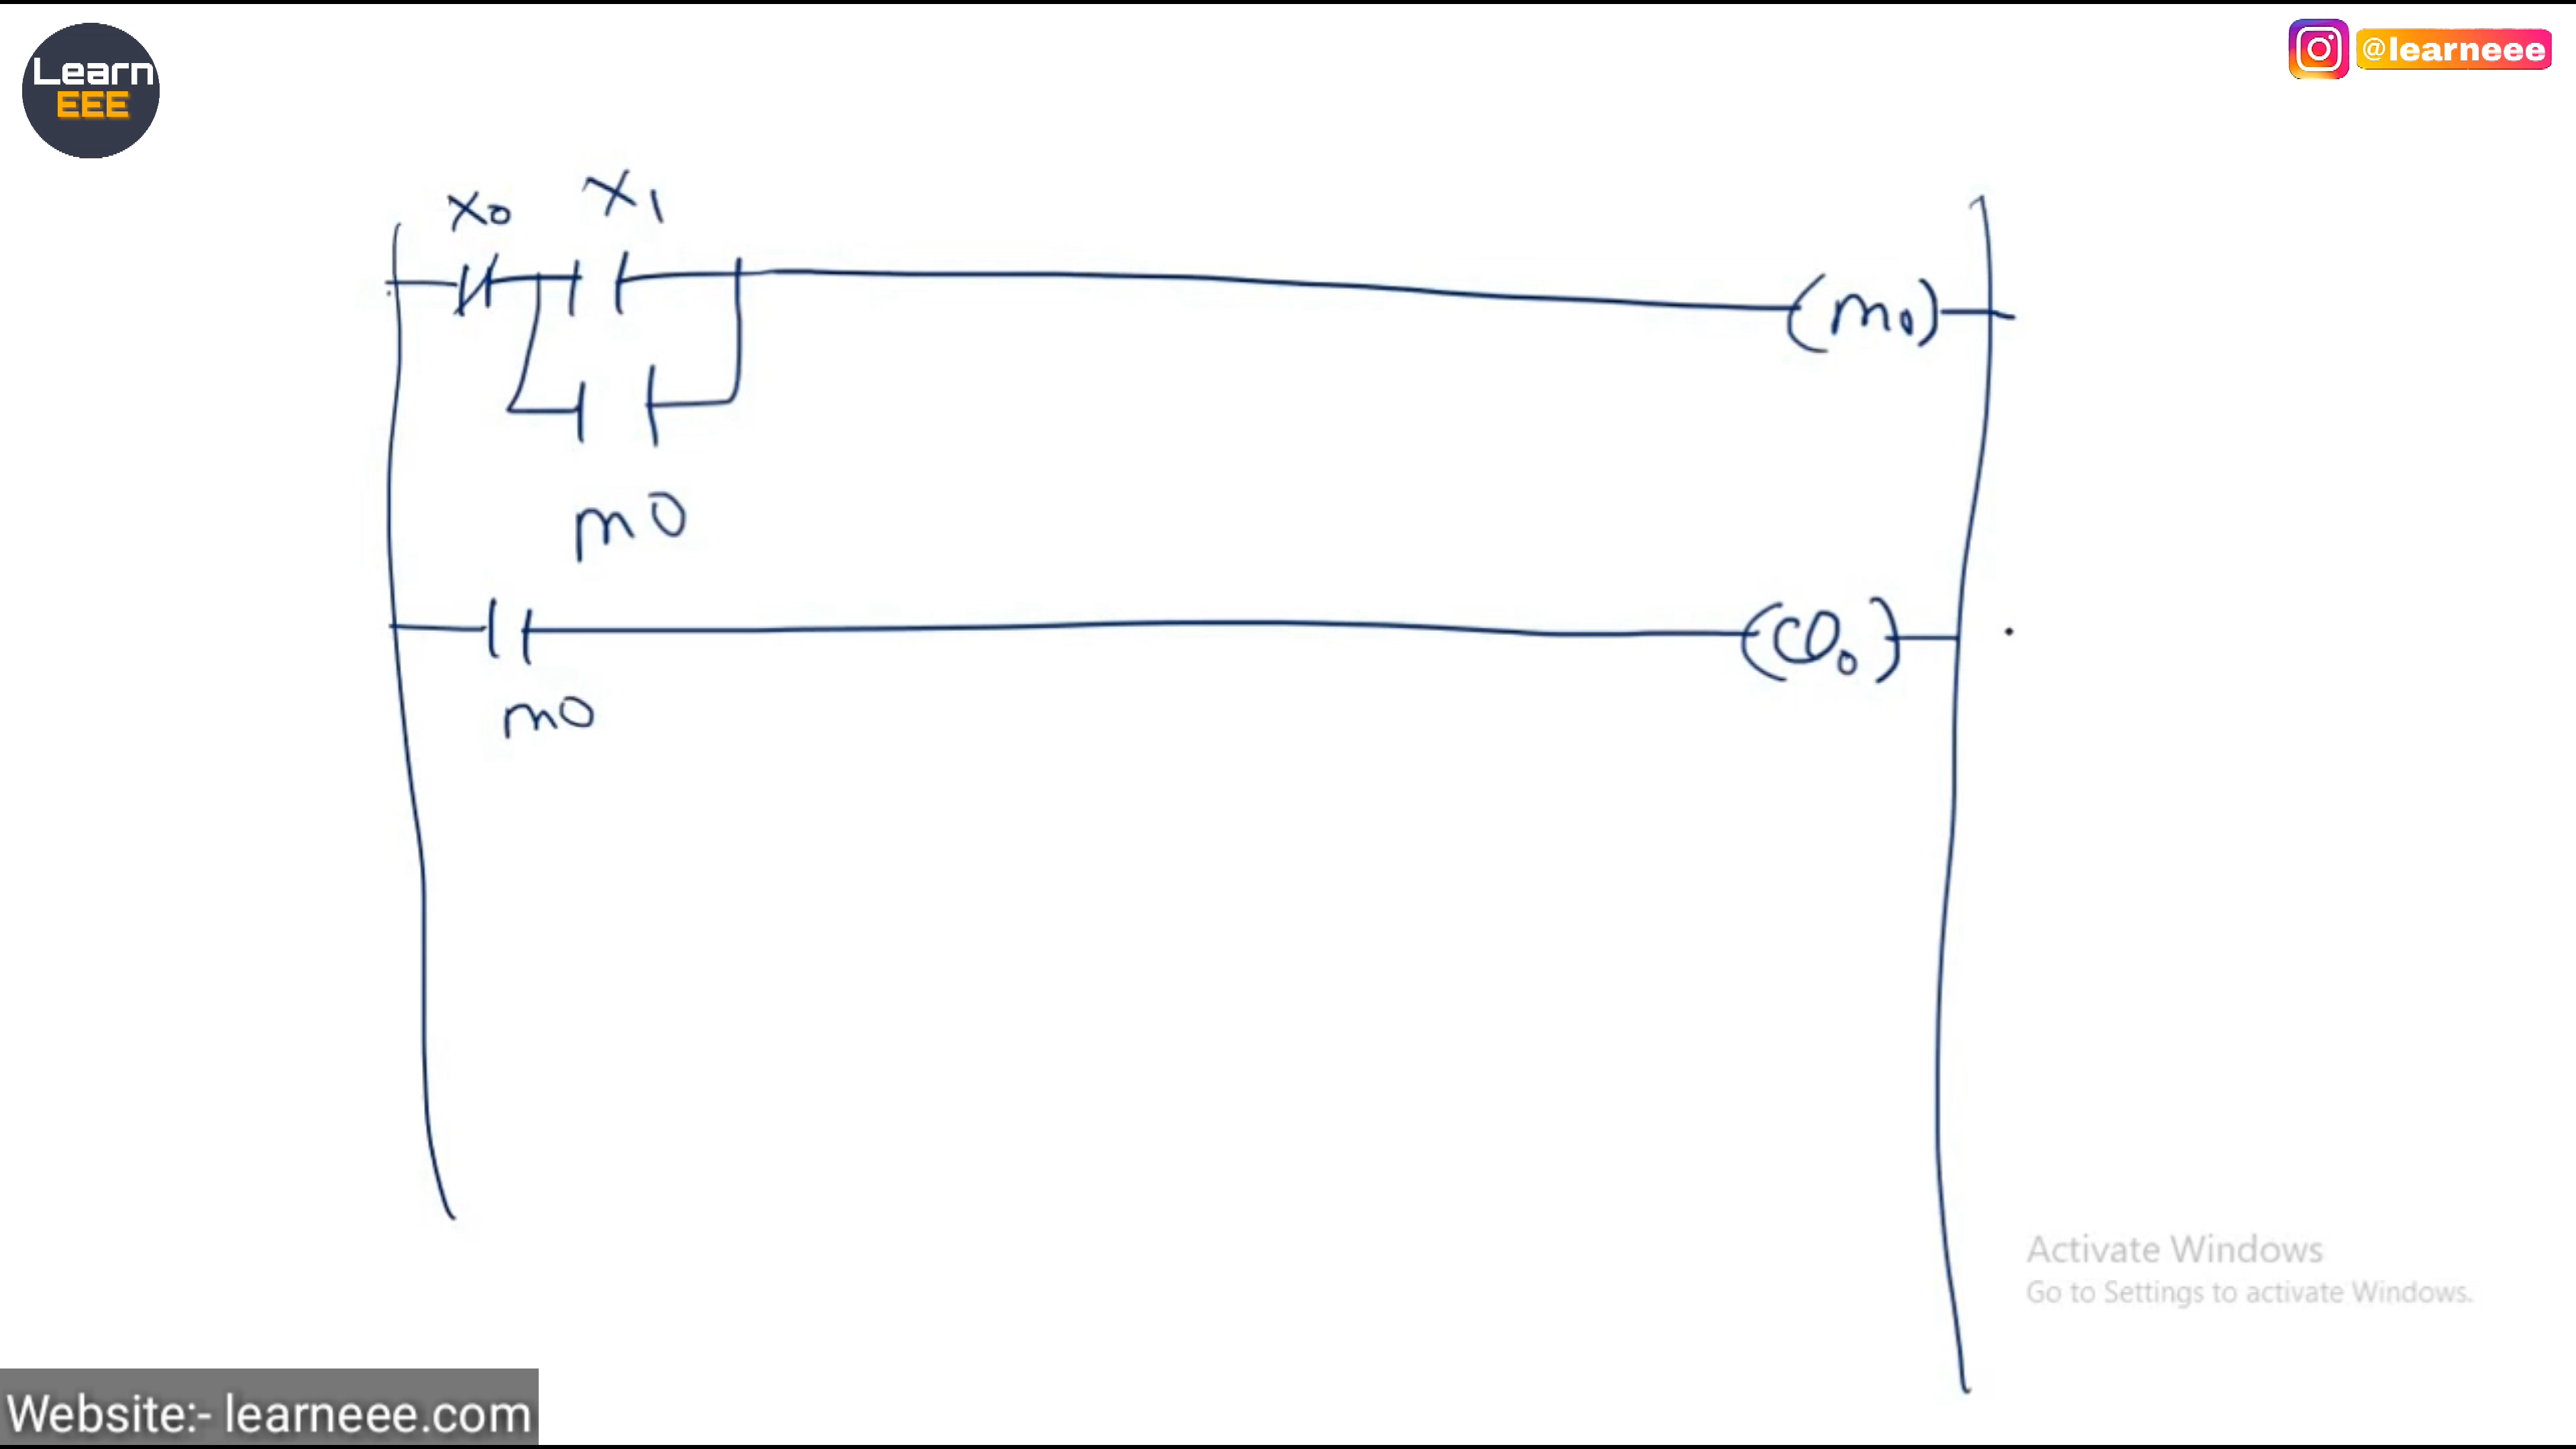 Learn
EEE
@learneee
X0 X1
(m0)
m0
(C00)
m0
Activate Windows
Go to Settings to activate Windows.
Website:- learneee.com